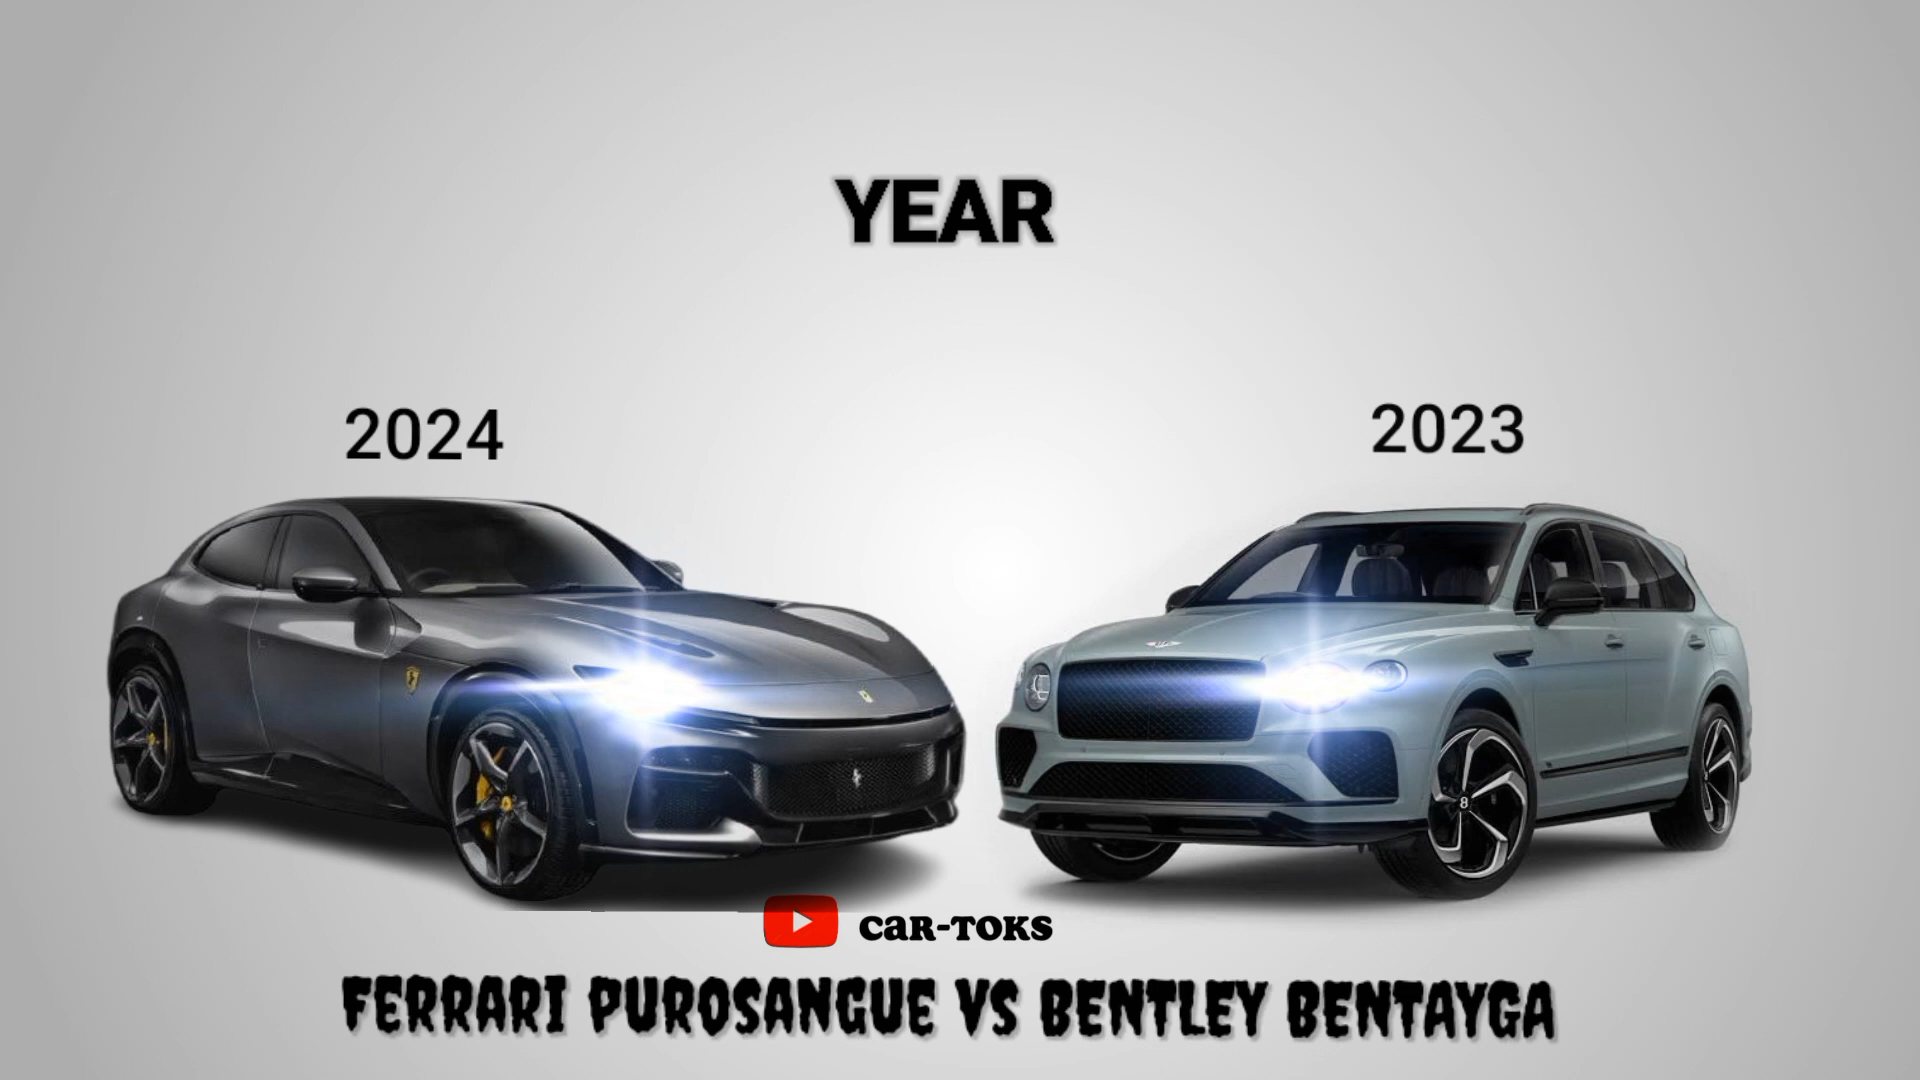 YEAR
2024
2023
CAR-TOKS
FERRARI PUROSANGUE VS BENTLEY BENTAYGA